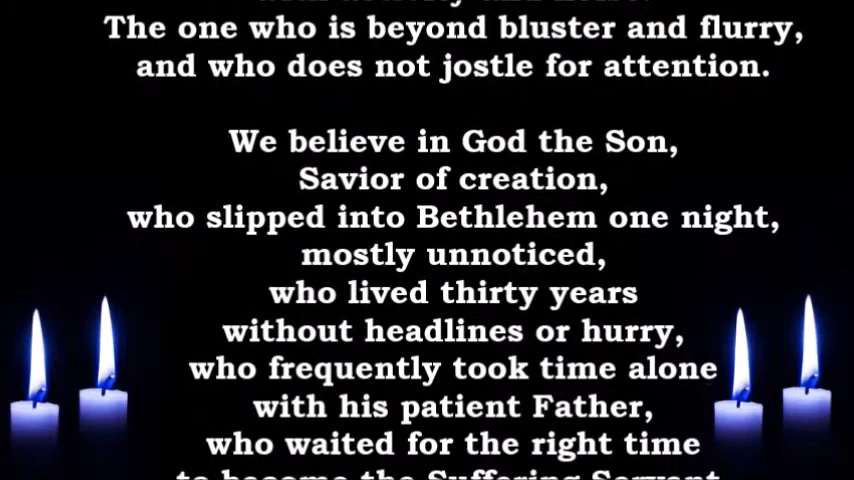 The one who is beyond bluster and flurry,
and who does not jostle for attention.
We believe in God the Son,
Savior of creation,
who slipped into Bethlehem one night,
mostly unnoticed,
who lived thirty years
without headlines or hurry,
who frequently took time alone
with his patient Father,
who waited for the right time
to become the Suffering Servant